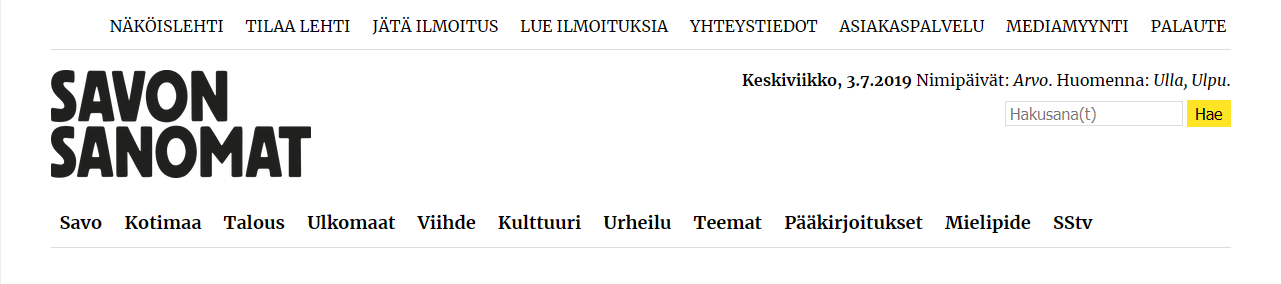 NÄKÖISLEHTI TILAA LEHTI JÄTÄ ILMOITUS LUE ILMOITUKSIA YHTEYSTIEDOT ASIAKASPALVELU MEDIAMYYNTI PALAUTE
SAVON
SANOMAT
Keskiviikko, 3.7.2019 Nimipäivät: Arvo. Huomenna: Ulla, Ulpu.
Hakusana(t) Hae
Savo Kotimaa Talous Ulkomaat Viihde Kulttuuri Urheilu Teemat Pääkirjoitukset Mielipide SStv